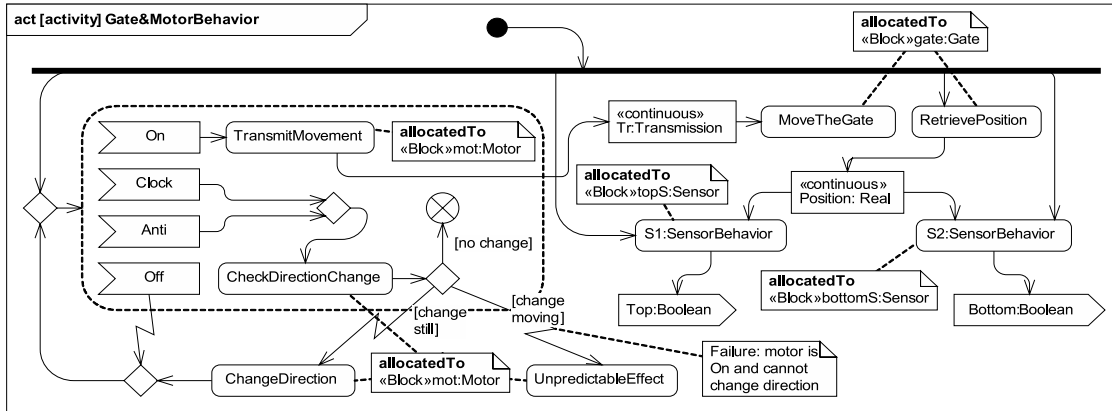 act [activity] Gate&MotorBehavior
allocatedTo
«Block»gate:Gate
On
TransmitMovement
allocatedTo
«Block»mot:Motor
«continuous»
Tr:Transmission
MoveTheGate
RetrievePosition
Clock
Anti
allocatedTo
«Block»topS:Sensor
«continuous»
Position: Real
[no change]
S1:SensorBehavior
S2:SensorBehavior
Off
CheckDirectionChange
allocatedTo
«Block»bottomS:Sensor
[change
still]
[change
moving]
Top:Boolean
Bottom:Boolean
ChangeDirection
allocatedTo
«Block»mot:Motor
UnpredictableEffect
Failure: motor is
On and cannot
change direction